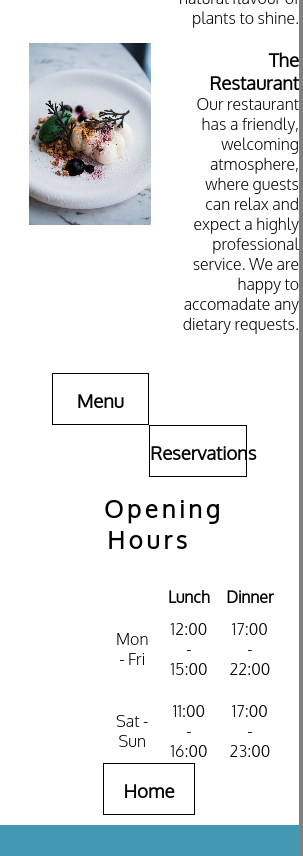 natural flavour of
plants to shine.
The
Restaurant
Our restaurant
has a friendly,
welcoming
atmosphere,
where guests
can relax and
expect a highly
professional
service. We are
happy to
accomadate any
dietary requests.
Menu
Reservations
Opening
Hours
Lunch Dinner
Mon - Fri 12:00 - 15:00 17:00 - 22:00
Sat - Sun 11:00 - 16:00 17:00 - 23:00
Home